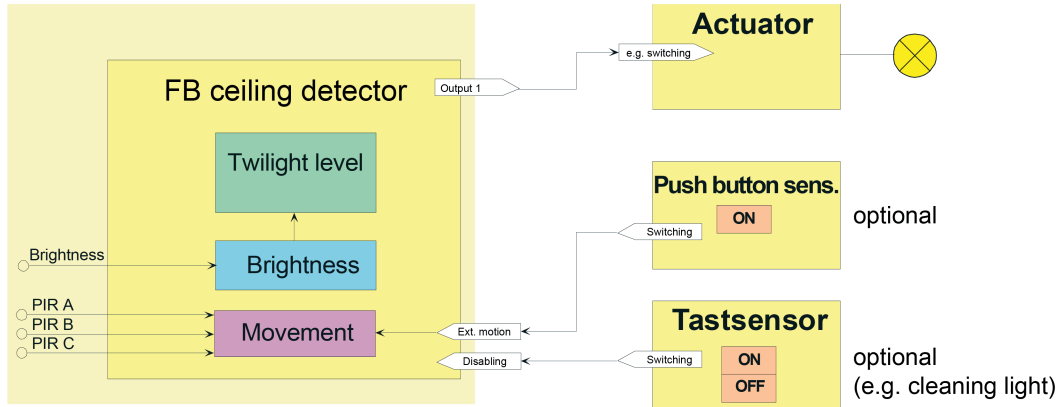 FB ceiling detector
Output 1
Twilight level
Brightness
Brightness
PIR A
PIR B
PIR C
Movement
Ext. motion
Disabling
Actuator
e.g. switching
Push button sens.
ON
Switching
optional
Tastsensor
Switching
ON
OFF
optional
(e.g. cleaning light)